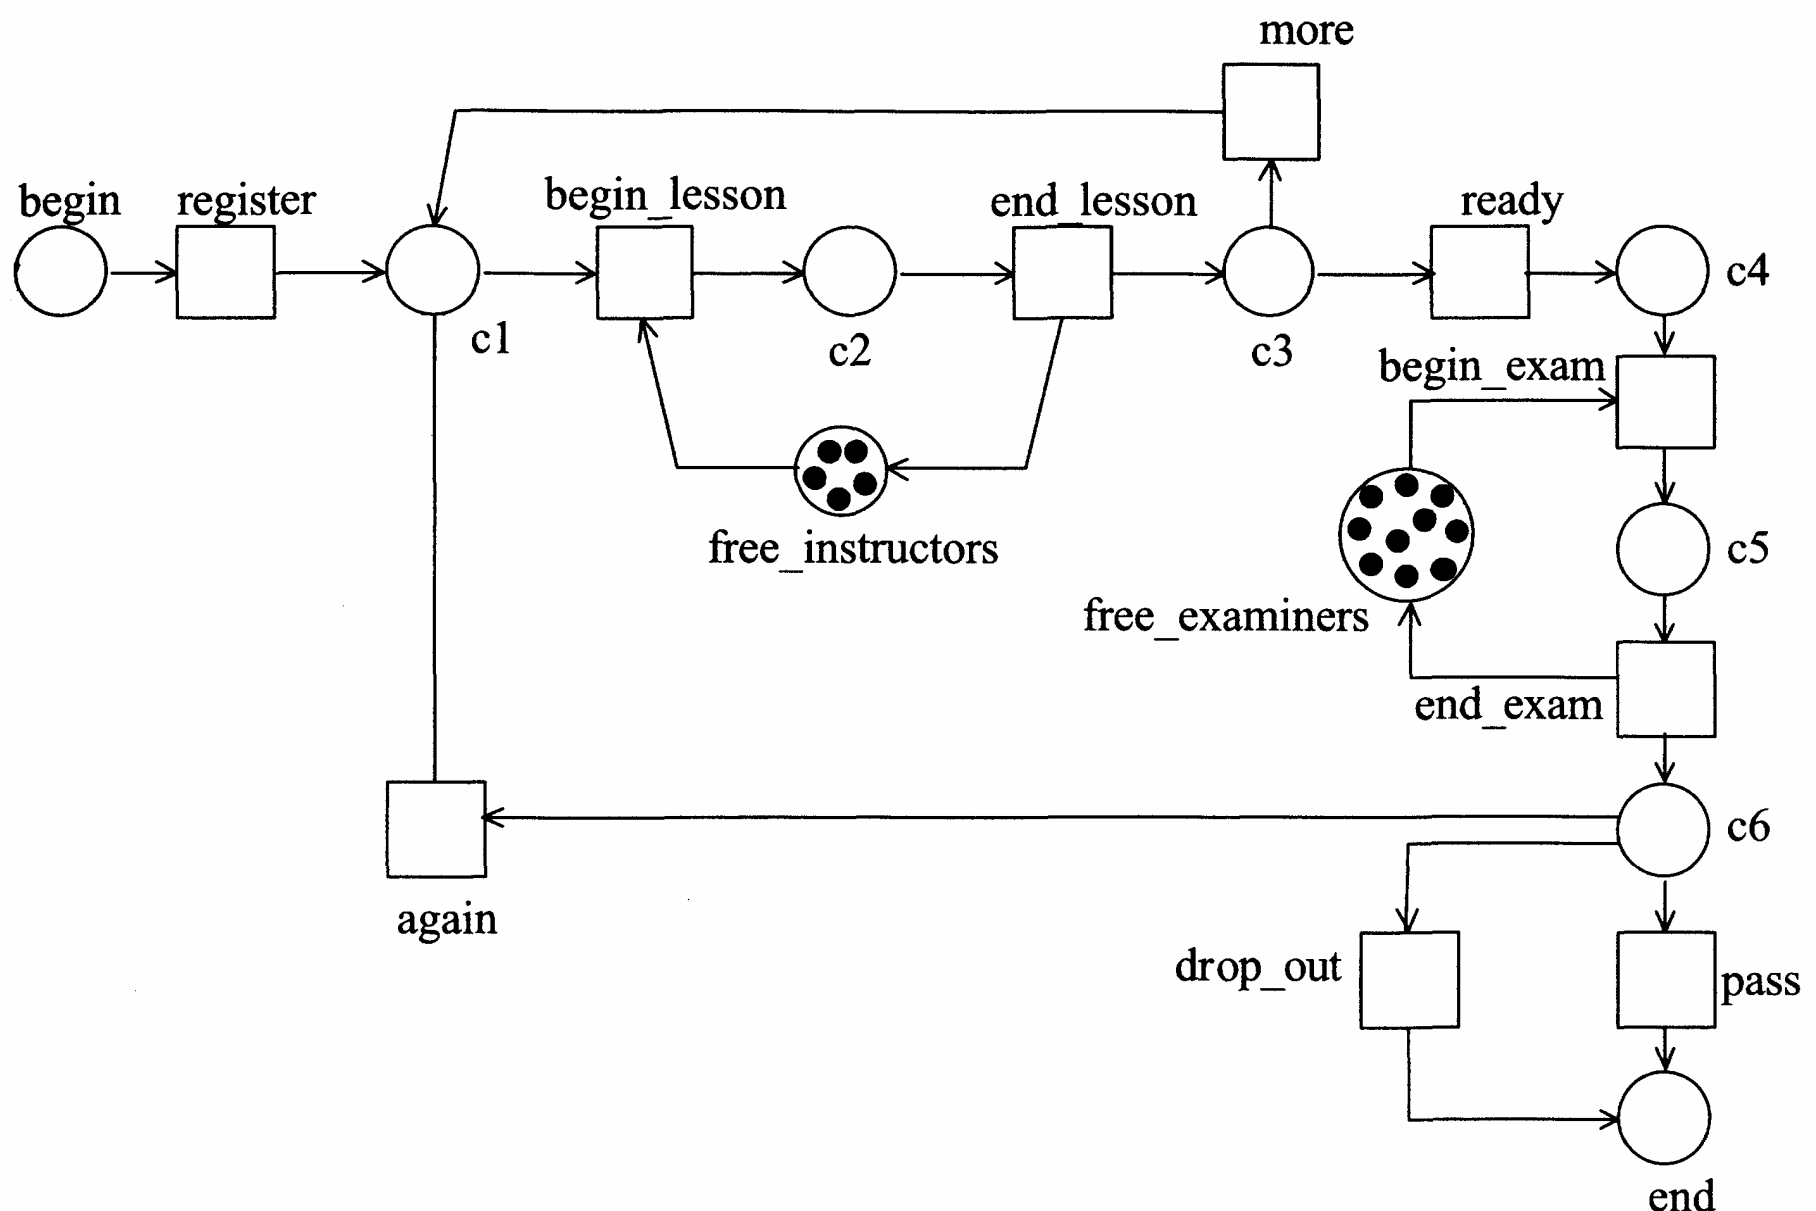 more
begin
register
begin_lesson
end_lesson
ready
c1
c2
c3
c4
begin_exam
free_instructors
c5
free_examiners
end_exam
c6
again
drop_out
pass
end